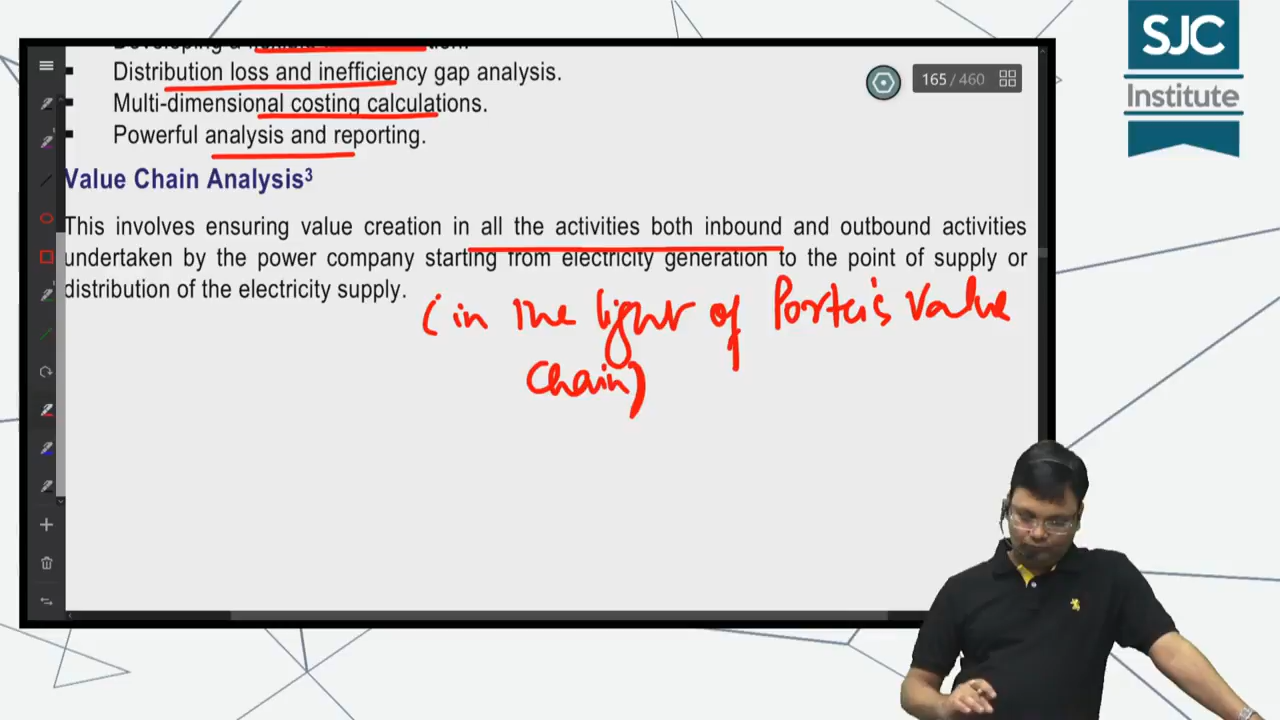 Distribution loss and inefficiency gap analysis.
Multi-dimensional costing calculations.
Powerful analysis and reporting.
Value Chain Analysis³
This involves ensuring value creation in all the activities both inbound and outbound activities
undertaken by the power company starting from electricity generation to the point of supply or
distribution of the electricity supply.
(in the light of Porter's Value
Chain)
165 / 460
SJC
Institute